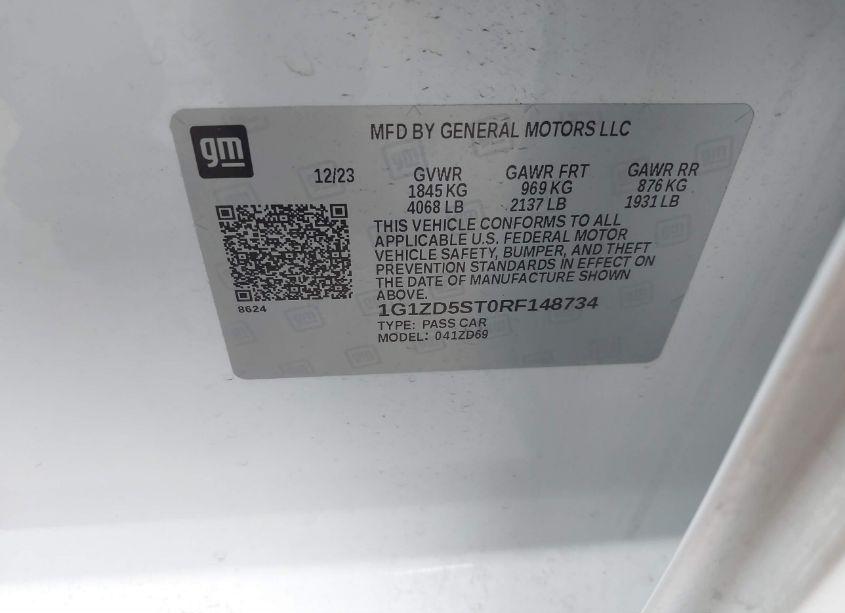 gm
MFD BY GENERAL MOTORS LLC
12/23
GVWR GAWR FRT GAWR RR
1845 KG 969 KG 876 KG
4068 LB 2137 LB 1931 LB
THIS VEHICLE CONFORMS TO ALL
APPLICABLE U.S. FEDERAL MOTOR
VEHICLE SAFETY, BUMPER, AND THEFT
PREVENTION STANDARDS IN EFFECT ON
THE DATE OF MANUFACTURE SHOWN
ABOVE.
8624
1G1ZD5ST0RF148734
TYPE: PASS CAR
MODEL: 041ZD69